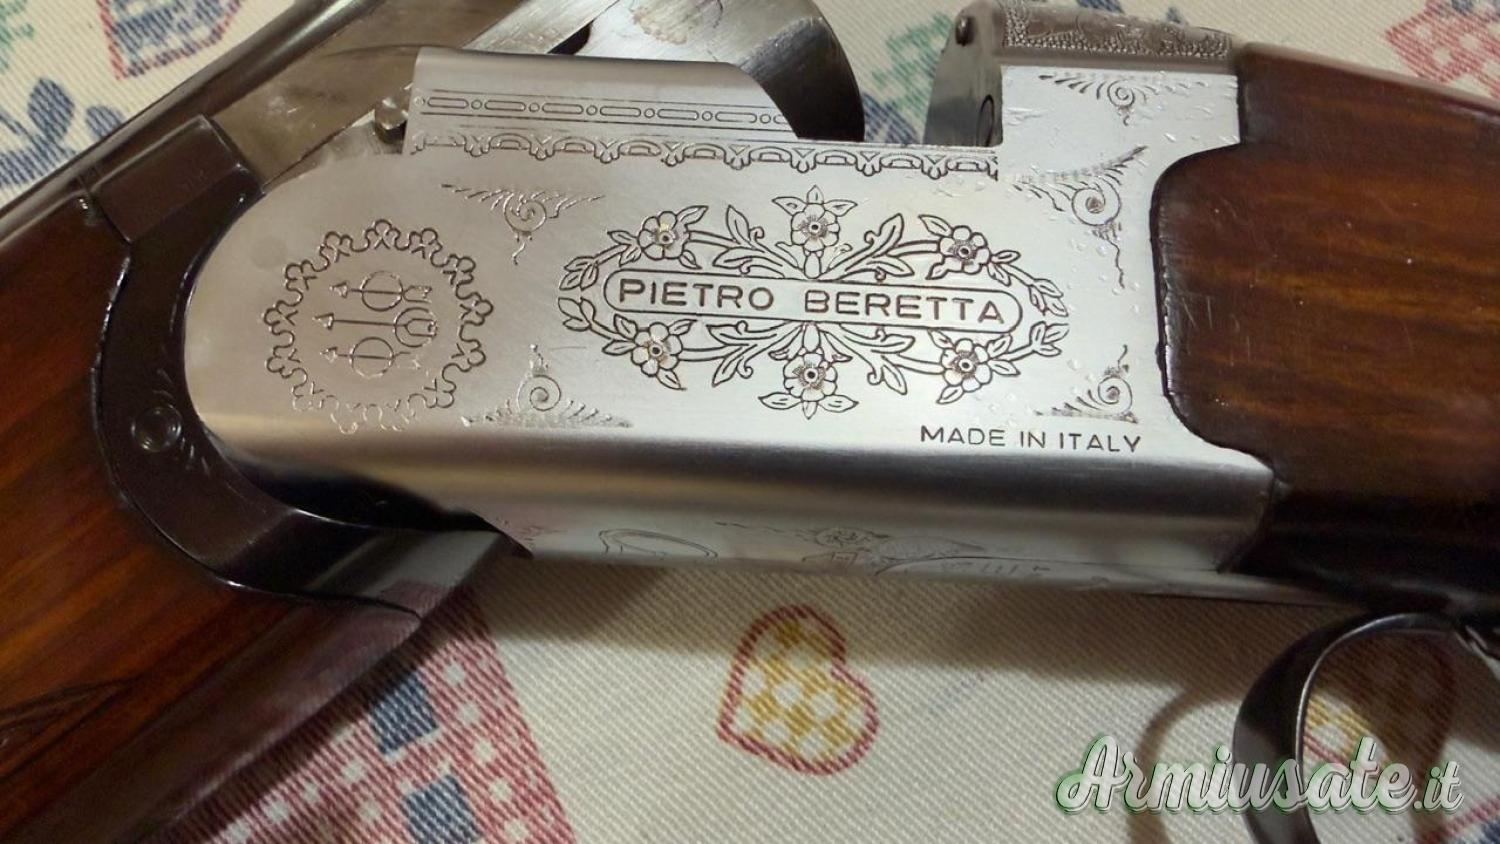 PIETRO BERETTA
MADE IN ITALY
Armiusate.it